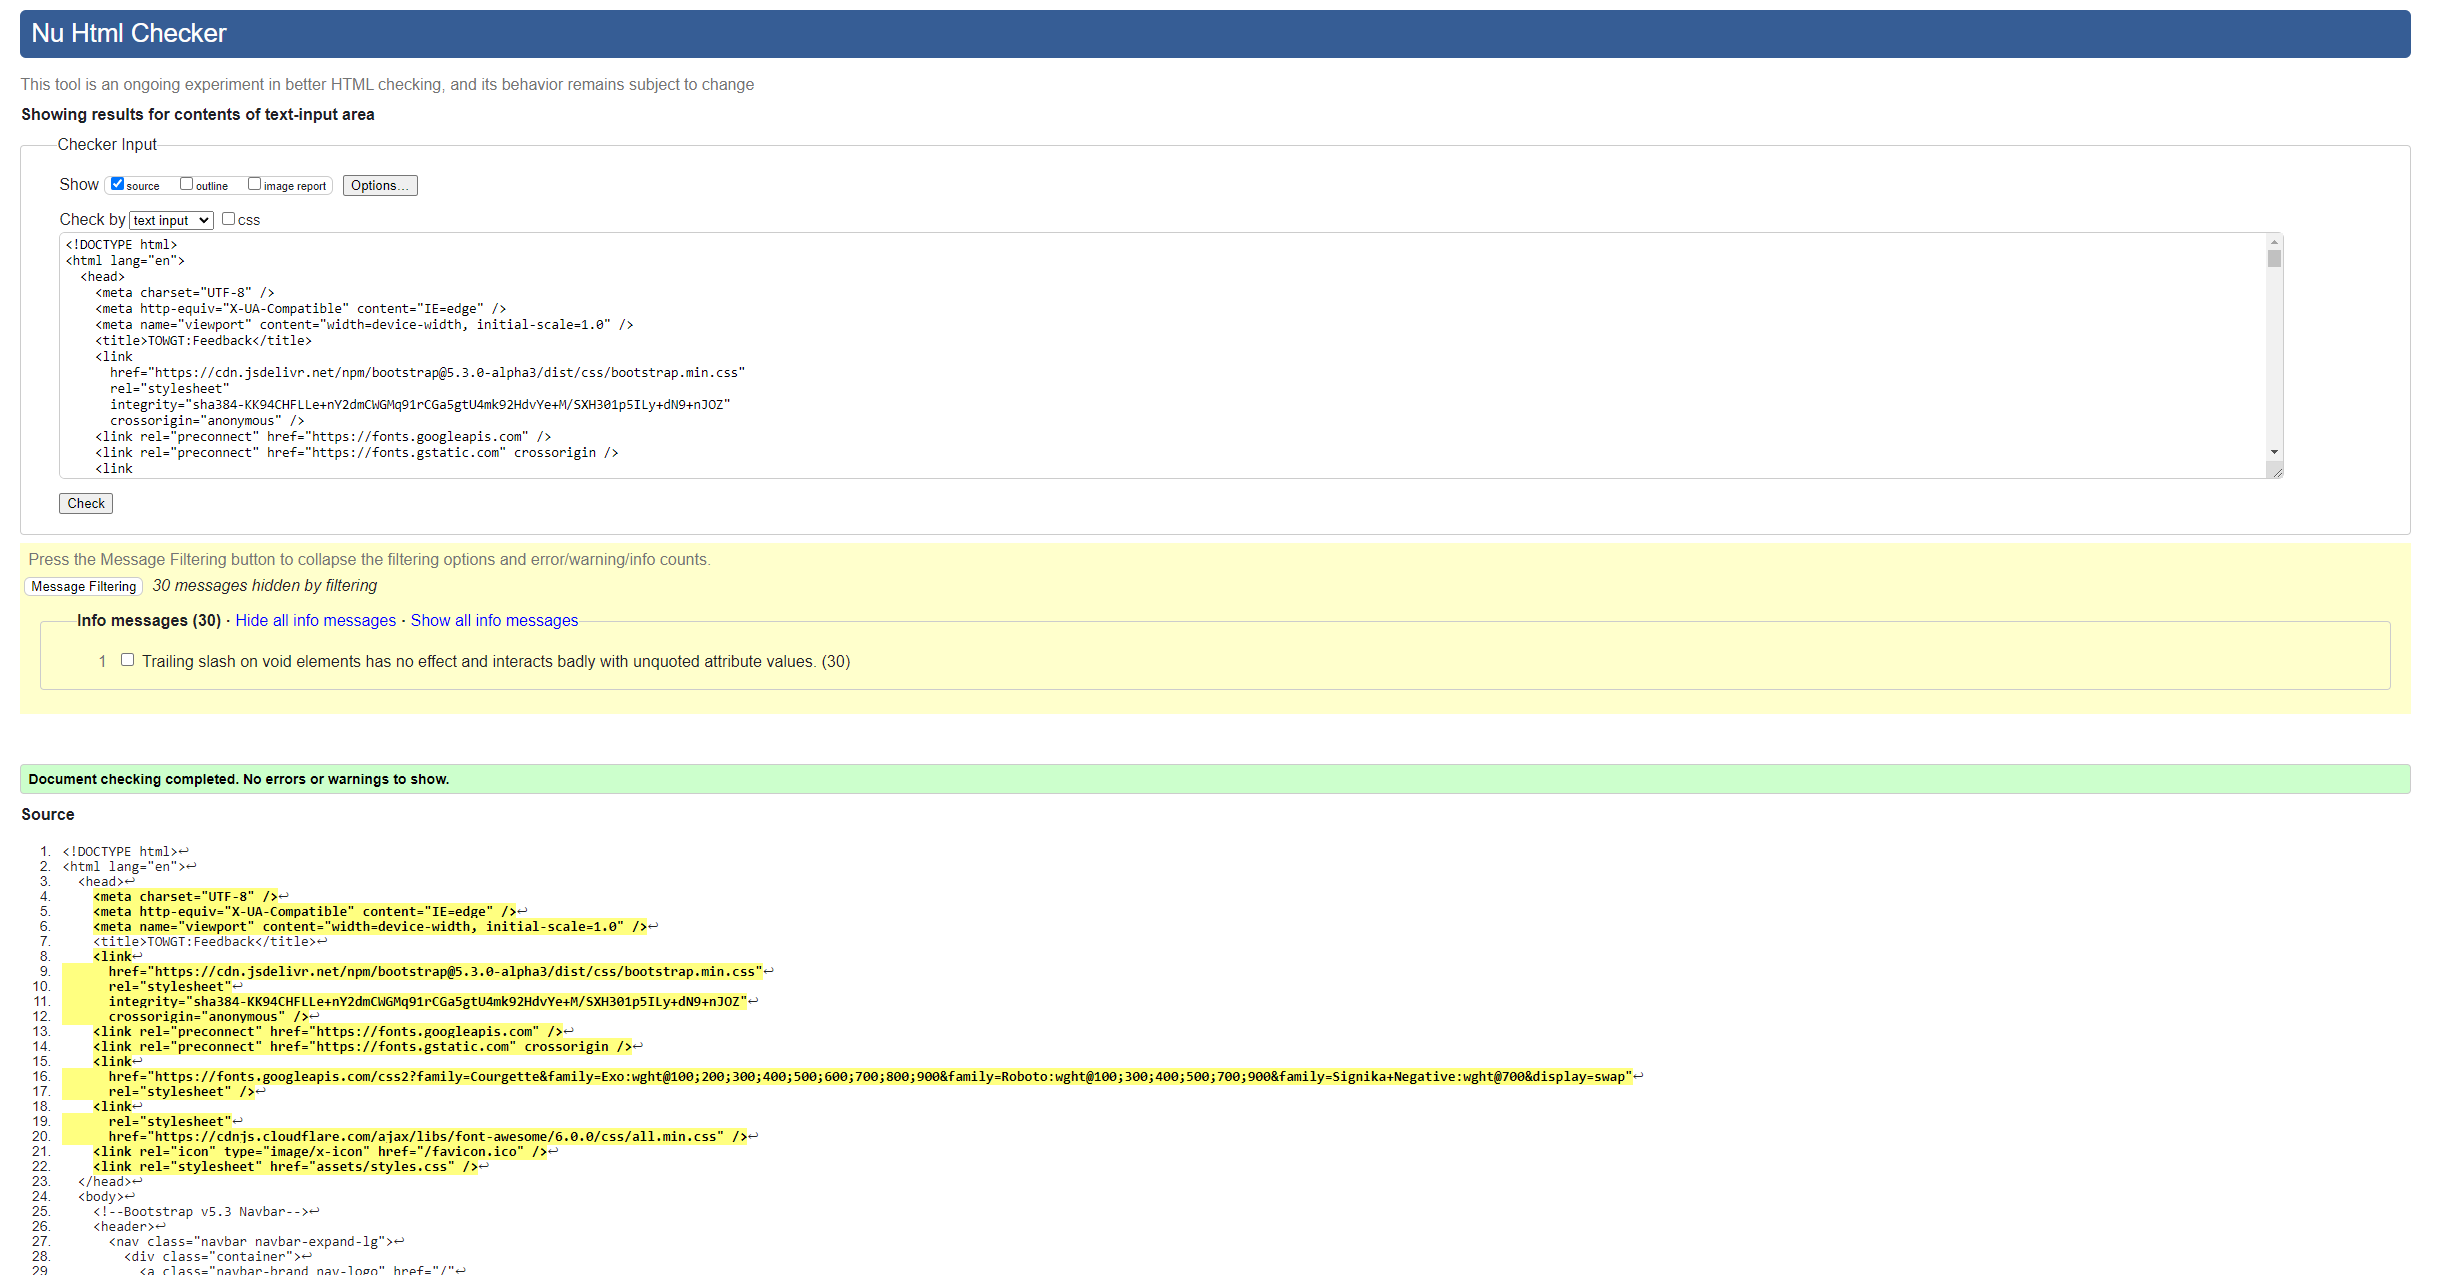 Nu Html Checker
This tool is an ongoing experiment in better HTML checking, and its behavior remains subject to change
Showing results for contents of text-input area
Checker Input
Show source outline image report Options...
Check by text input css
<!DOCTYPE html>
<html lang="en">
<head>
<meta charset="UTF-8" />
<meta http-equiv="X-UA-Compatible" content="IE=edge" />
<meta name="viewport" content="width=device-width, initial-scale=1.0" />
<title>TOWGT:Feedback</title>
<link
href="https://cdn.jsdelivr.net/npm/bootstrap@5.3.0-alpha3/dist/css/bootstrap.min.css"
rel="stylesheet"
integrity="sha384-KK94CHFLLe+nY2dmCWGMq91rCGa5gtU4mk92HdvYe+M/SXH301p5ILy+dN9+nJOZ"
crossorigin="anonymous" />
<link rel="preconnect" href="https://fonts.googleapis.com" />
<link rel="preconnect" href="https://fonts.gstatic.com" crossorigin />
<link
Check
Press the Message Filtering button to collapse the filtering options and error/warning/info counts.
Message Filtering 30 messages hidden by filtering
Info messages (30) · Hide all info messages · Show all info messages
1 Trailing slash on void elements has no effect and interacts badly with unquoted attribute values. (30)
Document checking completed. No errors or warnings to show.
Source
1. <!DOCTYPE html>↩
2. <html lang="en">↩
3. <head>↩
4. <meta charset="UTF-8" />↩
5. <meta http-equiv="X-UA-Compatible" content="IE=edge" />↩
6. <meta name="viewport" content="width=device-width, initial-scale=1.0" />↩
7. <title>TOWGT:Feedback</title>↩
8. <link↩
9. href="https://cdn.jsdelivr.net/npm/bootstrap@5.3.0-alpha3/dist/css/bootstrap.min.css"↩
10. rel="stylesheet"↩
11. integrity="sha384-KK94CHFLLe+nY2dmCWGMq91rCGa5gtU4mk92HdvYe+M/SXH301p5ILy+dN9+nJOZ"↩
12. crossorigin="anonymous" />↩
13. <link rel="preconnect" href="https://fonts.googleapis.com" />↩
14. <link rel="preconnect" href="https://fonts.gstatic.com" crossorigin />↩
15. <link↩
16. href="https://fonts.googleapis.com/css2?family=Courgette&family=Exo:wght@100;200;300;400;500;600;700;800;900&family=Roboto:wght@100;300;400;500;700;900&family=Signika+Negative:wght@700&display=swap"↩
17. rel="stylesheet" />↩
18. <link↩
19. rel="stylesheet"↩
20. href="https://cdnjs.cloudflare.com/ajax/libs/font-awesome/6.0.0/css/all.min.css" />↩
21. <link rel="icon" type="image/x-icon" href="/favicon.ico" />↩
22. <link rel="stylesheet" href="assets/styles.css" />↩
23. </head>↩
24. <body>↩
25. <!--Bootstrap v5.3 Navbar-->↩
26. <header>↩
27. <nav class="navbar navbar-expand-lg">↩
28. <div class="container">↩
29. <a class="navbar-brand nav-logo" href="/"↩